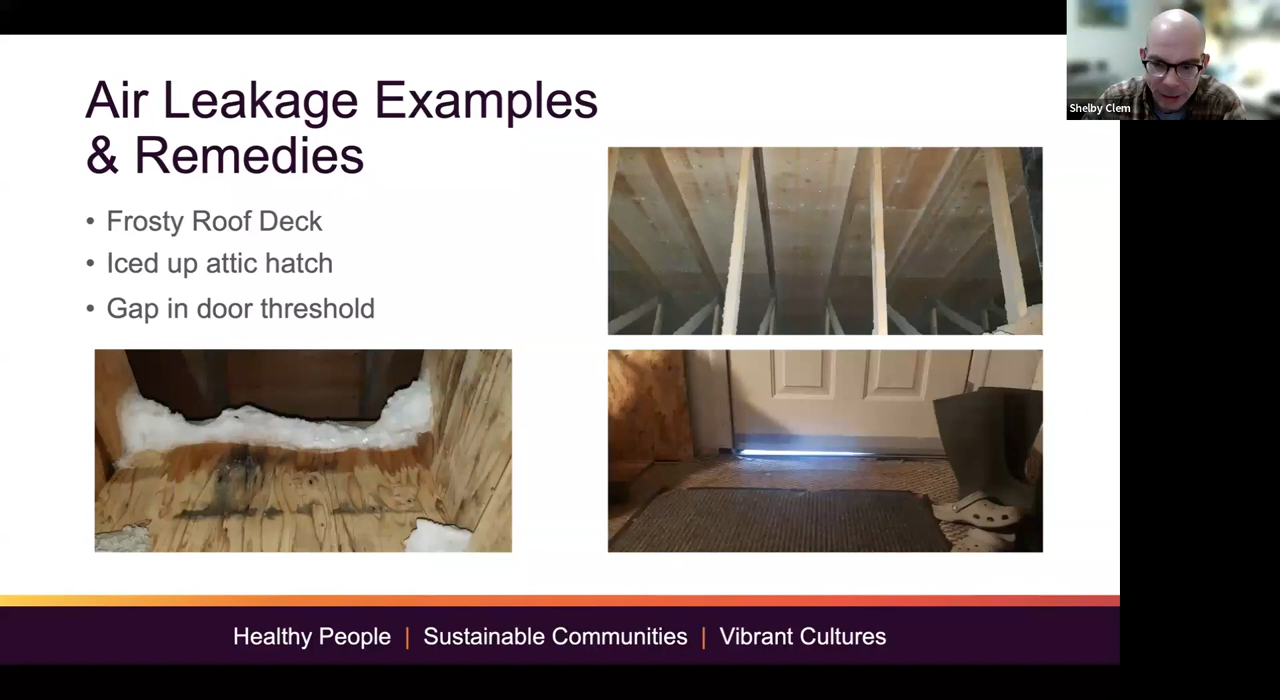 Air Leakage Examples
& Remedies
• Frosty Roof Deck
• Iced up attic hatch
• Gap in door threshold
Healthy People | Sustainable Communities | Vibrant Cultures
Shelby Clem